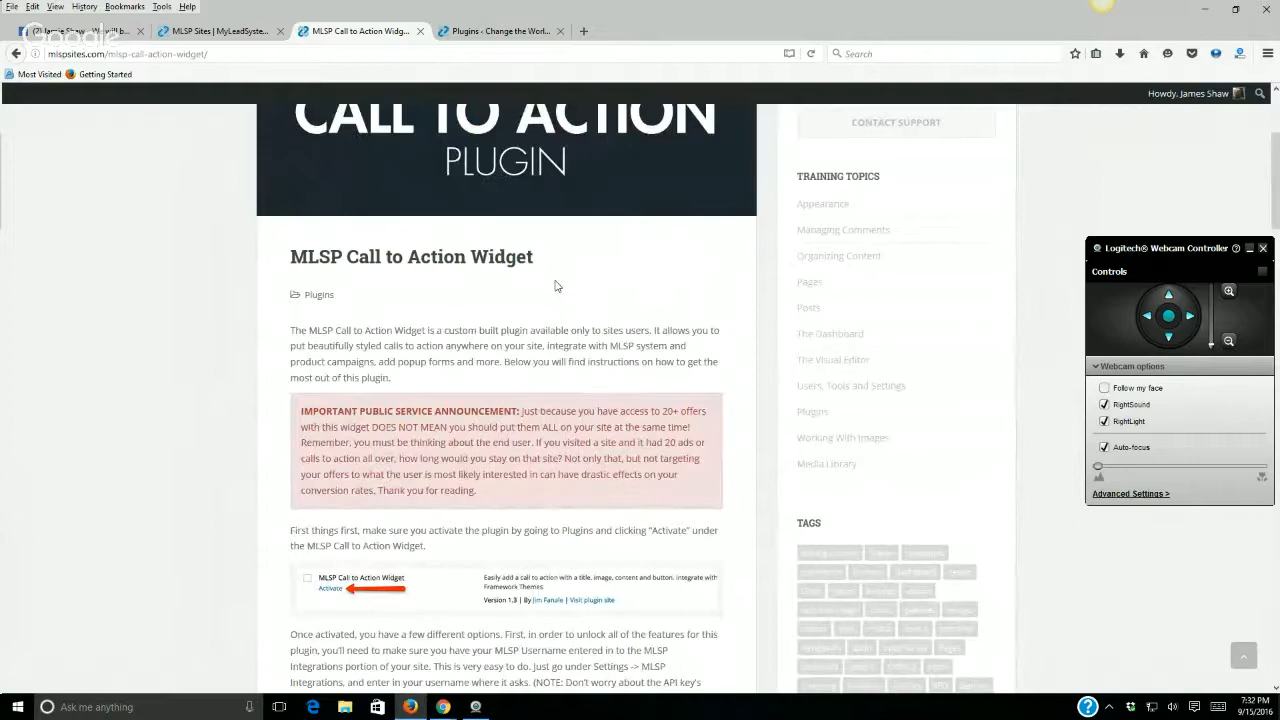 File Edit View History Bookmarks Tools Help
(21) James Shaw
MLSP Sites | MyLeadSyste...
MLSP Call to Action Widg...
Plugins ‹ Change the Worl...
Google
mlspsites.com/mlsp-call-action-widget/
Search
Most Visited Getting Started
Howdy, James Shaw
CALL TO ACTION
PLUGIN
MLSP Call to Action Widget
Plugins
The MLSP Call to Action Widget is a custom built plugin available only to sites users. It allows you to
put beautifully styled calls to action anywhere on your site, integrate with MLSP system and
product campaigns, add popup forms and more. Below you will find instructions on how to get the
most out of this plugin.
IMPORTANT PUBLIC SERVICE ANNOUNCEMENT: Just because you have access to 20+ offers
with this widget DOES NOT MEAN you should put them ALL on your site at the same time!
Remember, you must be thinking about the end user. If you visited a site and it had 20 ads or
calls to action all over, how long would you stay on that site? Not only that, but not targeting
your offers to what the user is most likely interested in can have drastic effects on your
conversion rates. Thank you for reading.
First things first, make sure you activate the plugin by going to Plugins and clicking "Activate" under
the MLSP Call to Action Widget.
MLSP Call to Action Widget
Activate
Easily add a call to action with a title, image, content and button. integrate with
Framework Themes
Version 1.3 | By Jim Fanale | Visit plugin site
Once activated, you have a few different options. First, in order to unlock all of the features for this
plugin, you'll need to make sure you have your MLSP Username entered in to the MLSP
Integrations portion of your site. This is very easy to do. Just go under Settings -> MLSP
Integrations, and enter in your username where it asks. (NOTE: Don't worry about the API key's
CONTACT SUPPORT
TRAINING TOPICS
Appearance
Managing Comments
Organizing Content
Pages
Posts
The Dashboard
The Visual Editor
Users, Tools and Settings
Plugins
Working With Images
Media Library
TAGS
Logitech® Webcam Controller
Controls
Webcam options
Follow my face
RightSound
RightLight
Auto-focus
Advanced Settings >
Ask me anything
7:32 PM
9/15/2016